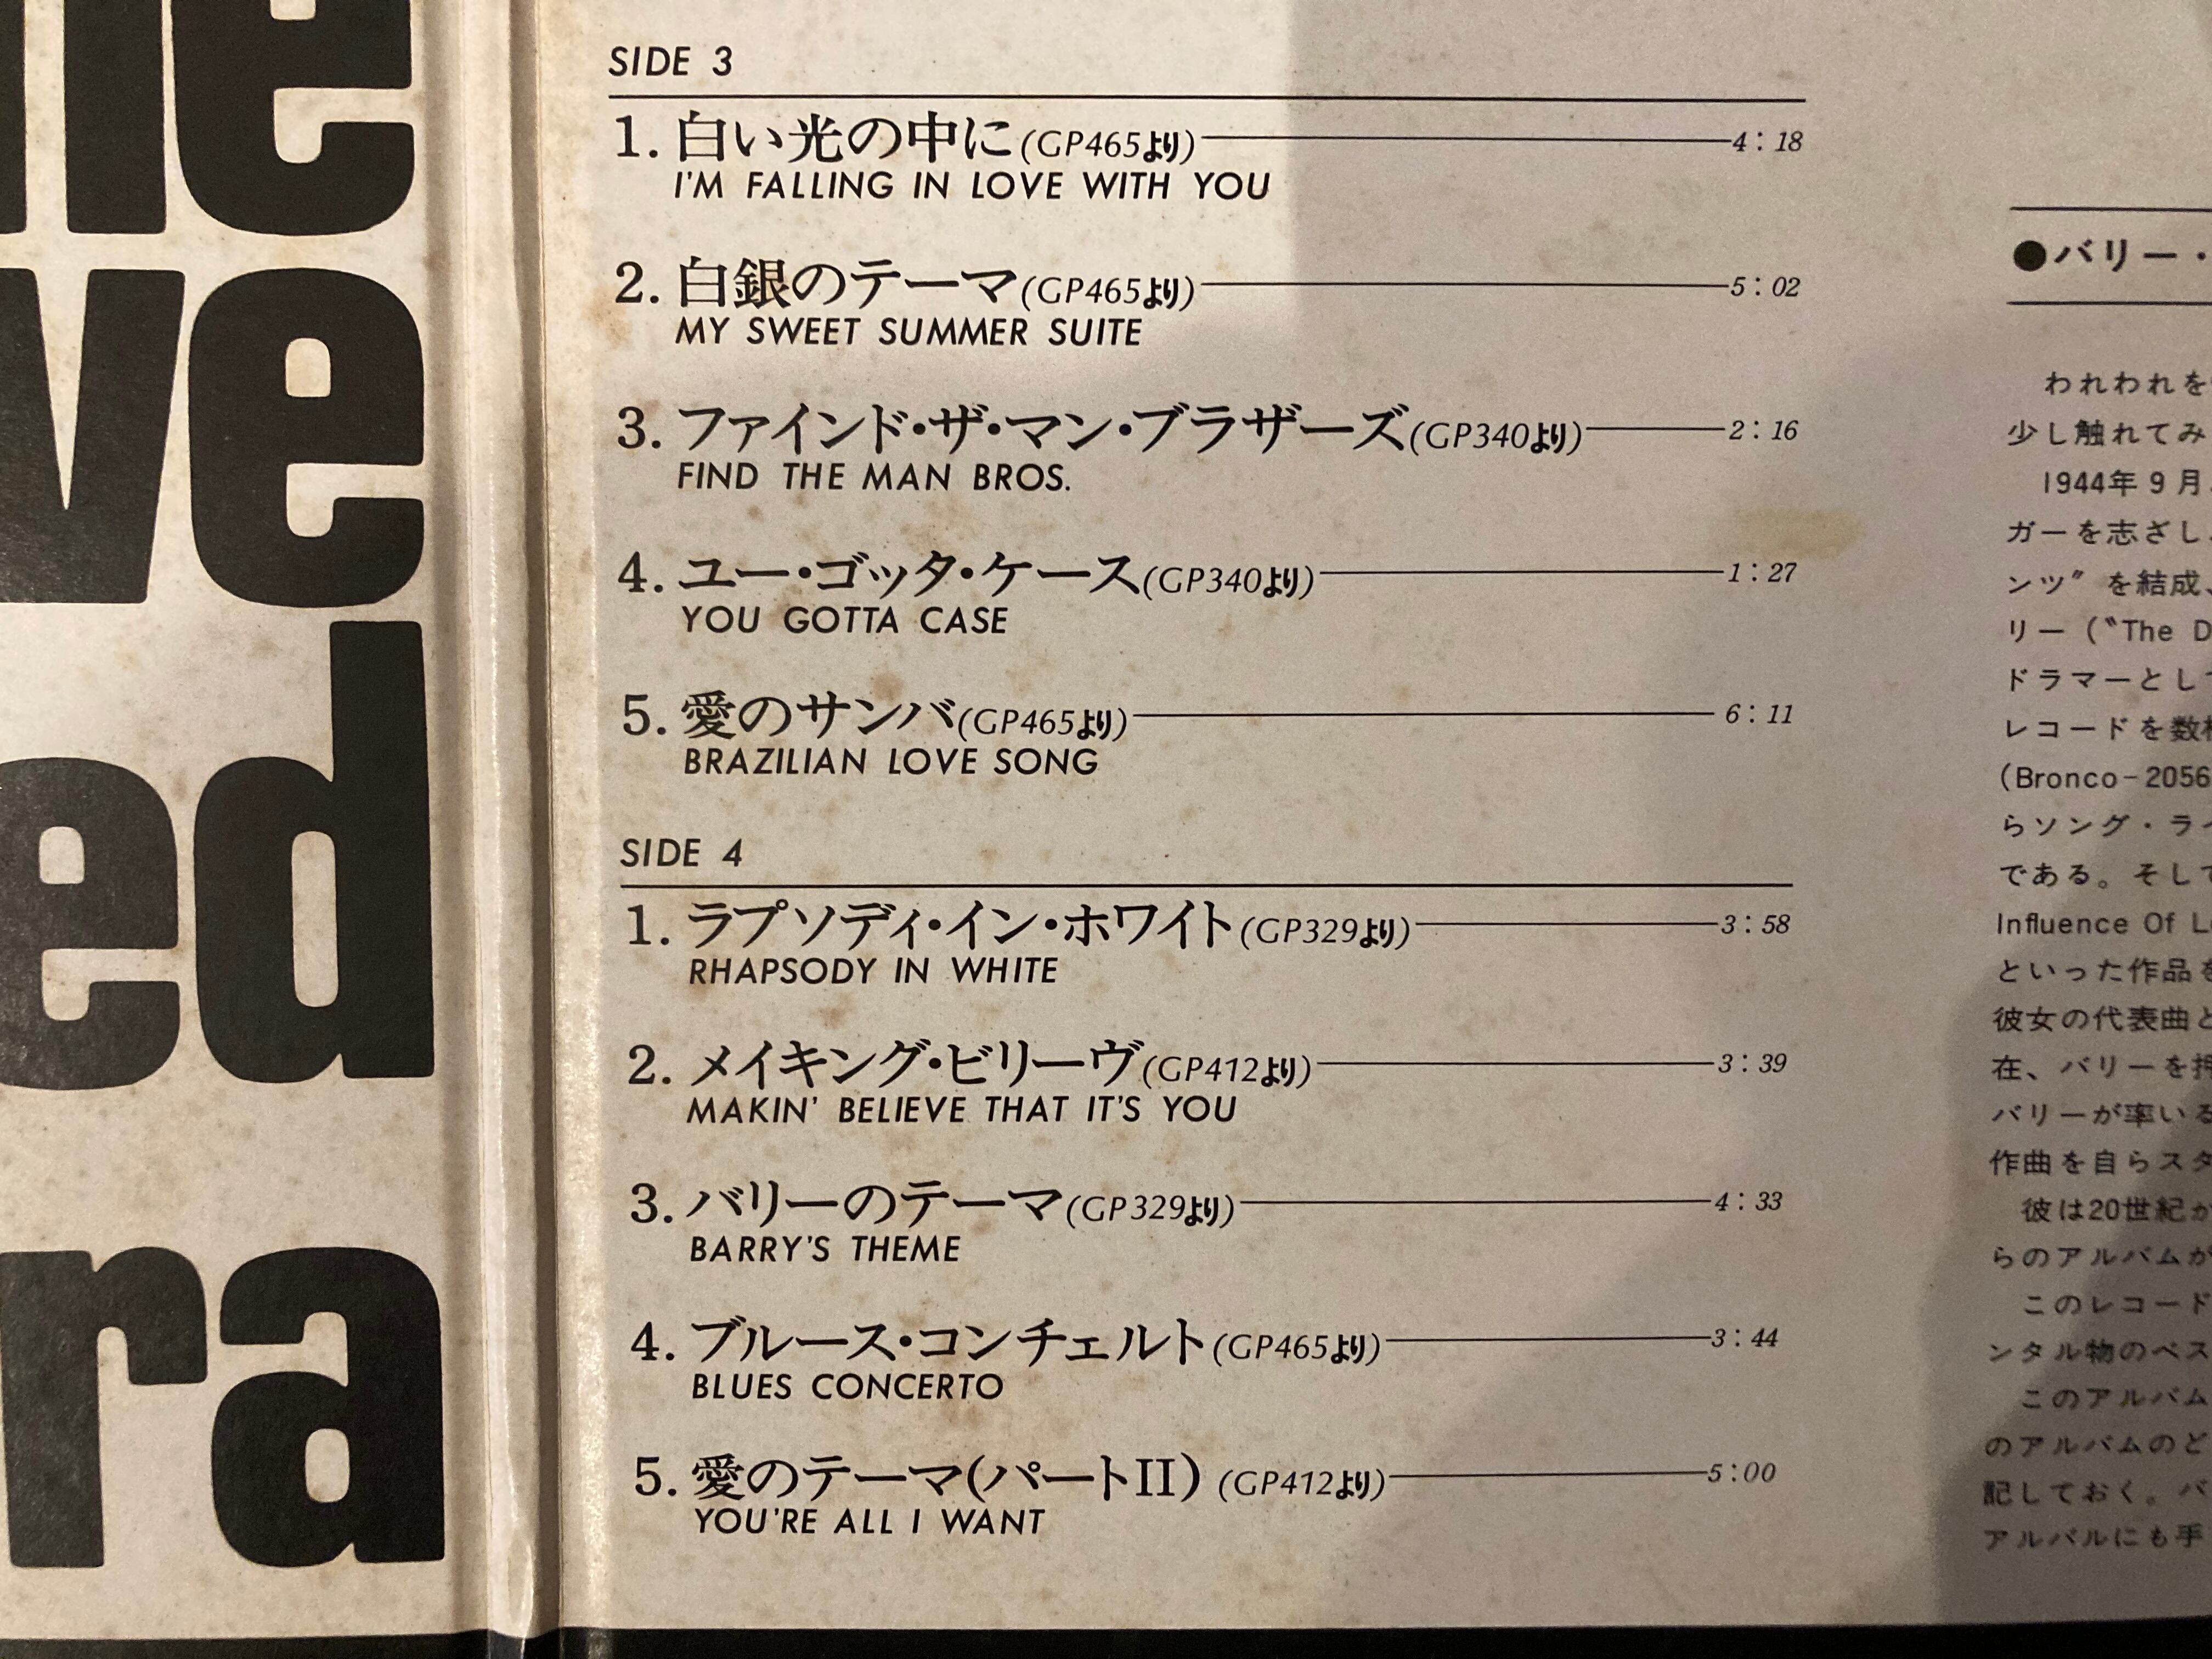 SIDE 3
1. 白い光の中に(GP465より) 4:18
I'M FALLING IN LOVE WITH YOU
2. 白銀のテーマ(GP465より) 5:02
MY SWEET SUMMER SUITE
3. ファインド・ザ・マン・ブラザーズ(GP340より) 2:16
FIND THE MAN BROS.
4. ユー・ゴッタ・ケース(GP340より) 1:27
YOU GOTTA CASE
5. 愛のサンバ(GP465より) 6:11
BRAZILIAN LOVE SONG
SIDE 4
1. ラプソディ・イン・ホワイト(GP329より) 3:58
RHAPSODY IN WHITE
2. メイキング・ビリーヴ(GP412より) 3:39
MAKIN' BELIEVE THAT IT'S YOU
3. バリーのテーマ(GP329より) 4:33
BARRY'S THEME
4. ブルース・コンチェルト(GP465より) 3:44
BLUES CONCERTO
5. 愛のテーマ(パートII) (GP412より) 5:00
YOU'RE ALL I WANT
●バリー・
われわれを
少し触れてみ
1944年9月
ガーを志ざし、
ンツ〞を結成、
リー(〝The D
ドラマーとして
レコードを数
(Bronco-2056
らソング・ライ
である。そして
Influence Of L
といった作品を
彼女の代表曲と
在、バリーを
バリーが率いる
作曲を自らスタ
彼は20世紀か
らのアルバムが
このレコード
ンタル物のベス
このアルバム
のアルバムのど
記しておく。バ
アルバルにも手
ve
ed
ra